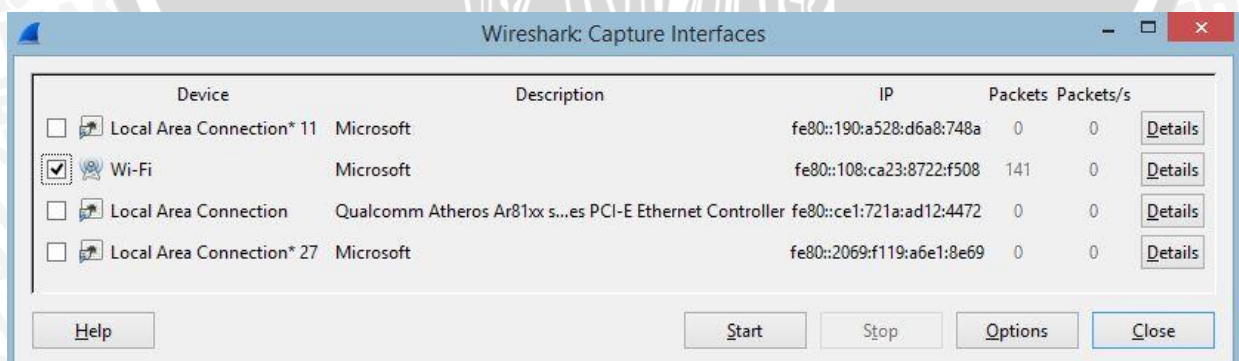 Wireshark: Capture Interfaces
Device Description IP Packets Packets/s
Local Area Connection* 11 Microsoft fe80::190:a528:d6a8:748a 0 0 Details
Wi-Fi Microsoft fe80::108:ca23:8722:f508 141 0 Details
Local Area Connection Qualcomm Atheros Ar81xx s...es PCI-E Ethernet Controller fe80::ce1:721a:ad12:4472 0 0 Details
Local Area Connection* 27 Microsoft fe80::2069:f119:a6e1:8e69 0 0 Details
Help Start Stop Options Close